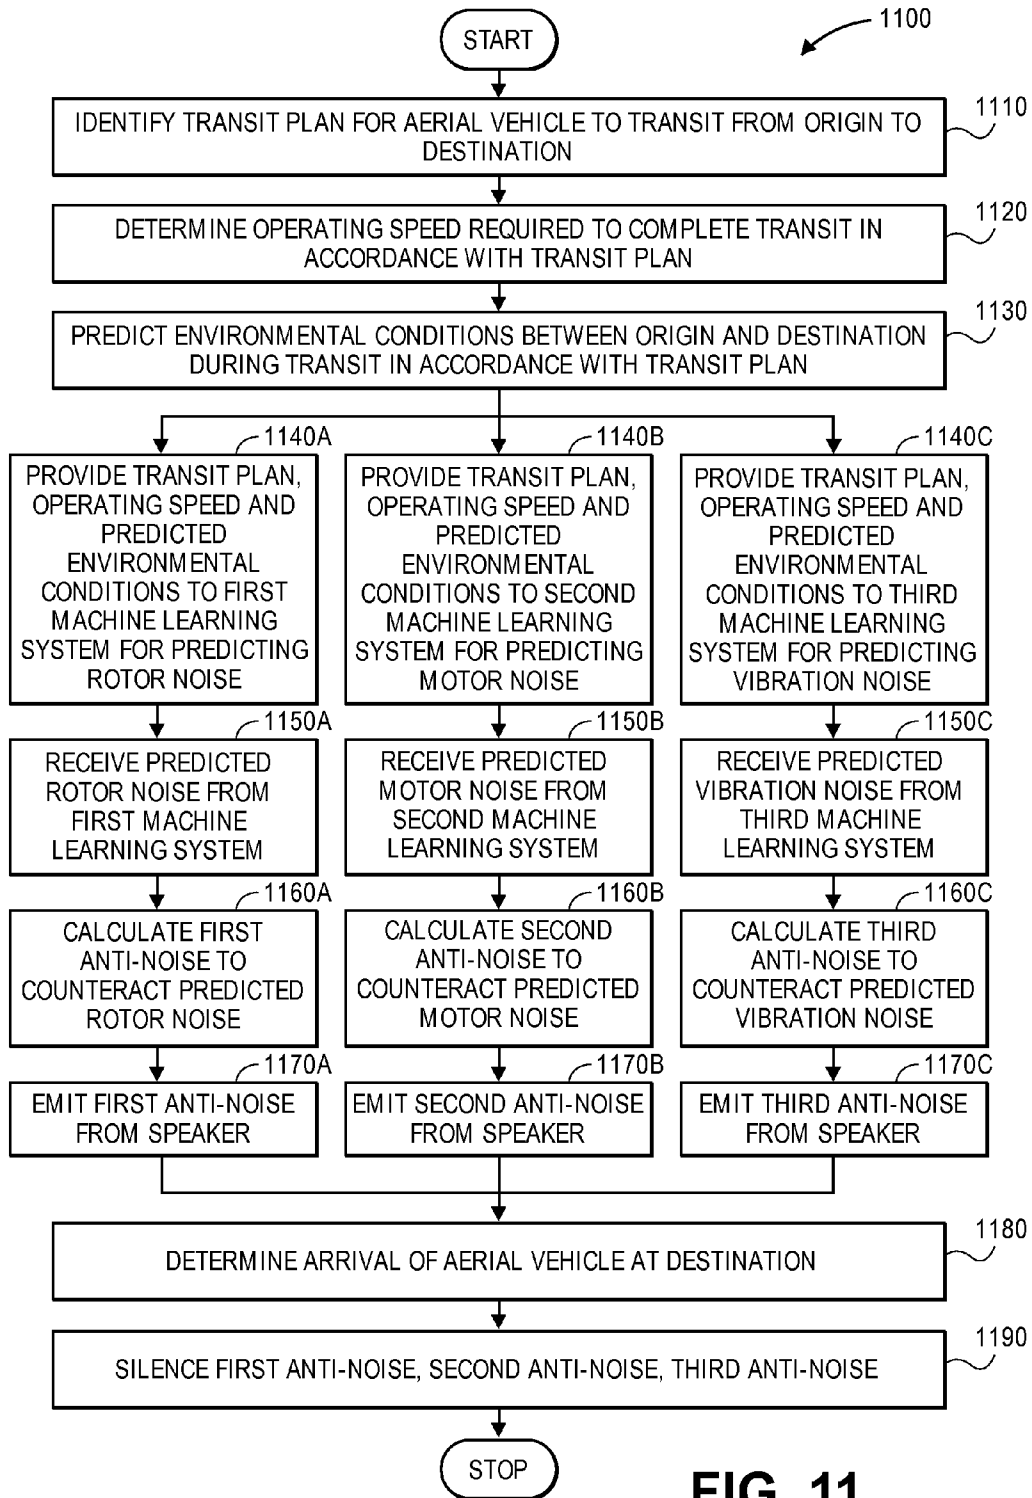 1100
START
1110
IDENTIFY TRANSIT PLAN FOR AERIAL VEHICLE TO TRANSIT FROM ORIGIN TO
DESTINATION
1120
DETERMINE OPERATING SPEED REQUIRED TO COMPLETE TRANSIT IN
ACCORDANCE WITH TRANSIT PLAN
1130
PREDICT ENVIRONMENTAL CONDITIONS BETWEEN ORIGIN AND DESTINATION
DURING TRANSIT IN ACCORDANCE WITH TRANSIT PLAN
1140A
PROVIDE TRANSIT PLAN,
OPERATING SPEED AND
PREDICTED
ENVIRONMENTAL
CONDITIONS TO FIRST
MACHINE LEARNING
SYSTEM FOR PREDICTING
ROTOR NOISE
1140B
PROVIDE TRANSIT PLAN,
OPERATING SPEED AND
PREDICTED
ENVIRONMENTAL
CONDITIONS TO SECOND
MACHINE LEARNING
SYSTEM FOR PREDICTING
MOTOR NOISE
1140C
PROVIDE TRANSIT PLAN,
OPERATING SPEED AND
PREDICTED
ENVIRONMENTAL
CONDITIONS TO THIRD
MACHINE LEARNING
SYSTEM FOR PREDICTING
VIBRATION NOISE
1150A
RECEIVE PREDICTED
ROTOR NOISE FROM
FIRST MACHINE
LEARNING SYSTEM
1150B
RECEIVE PREDICTED
MOTOR NOISE FROM
SECOND MACHINE
LEARNING SYSTEM
1150C
RECEIVE PREDICTED
VIBRATION NOISE FROM
THIRD MACHINE
LEARNING SYSTEM
1160A
CALCULATE FIRST
ANTI-NOISE TO
COUNTERACT PREDICTED
ROTOR NOISE
1160B
CALCULATE SECOND
ANTI-NOISE TO
COUNTERACT PREDICTED
MOTOR NOISE
1160C
CALCULATE THIRD
ANTI-NOISE TO
COUNTERACT PREDICTED
VIBRATION NOISE
1170A
EMIT FIRST ANTI-NOISE
FROM SPEAKER
1170B
EMIT SECOND ANTI-NOISE
FROM SPEAKER
1170C
EMIT THIRD ANTI-NOISE
FROM SPEAKER
1180
DETERMINE ARRIVAL OF AERIAL VEHICLE AT DESTINATION
1190
SILENCE FIRST ANTI-NOISE, SECOND ANTI-NOISE, THIRD ANTI-NOISE
STOP
FIG. 11